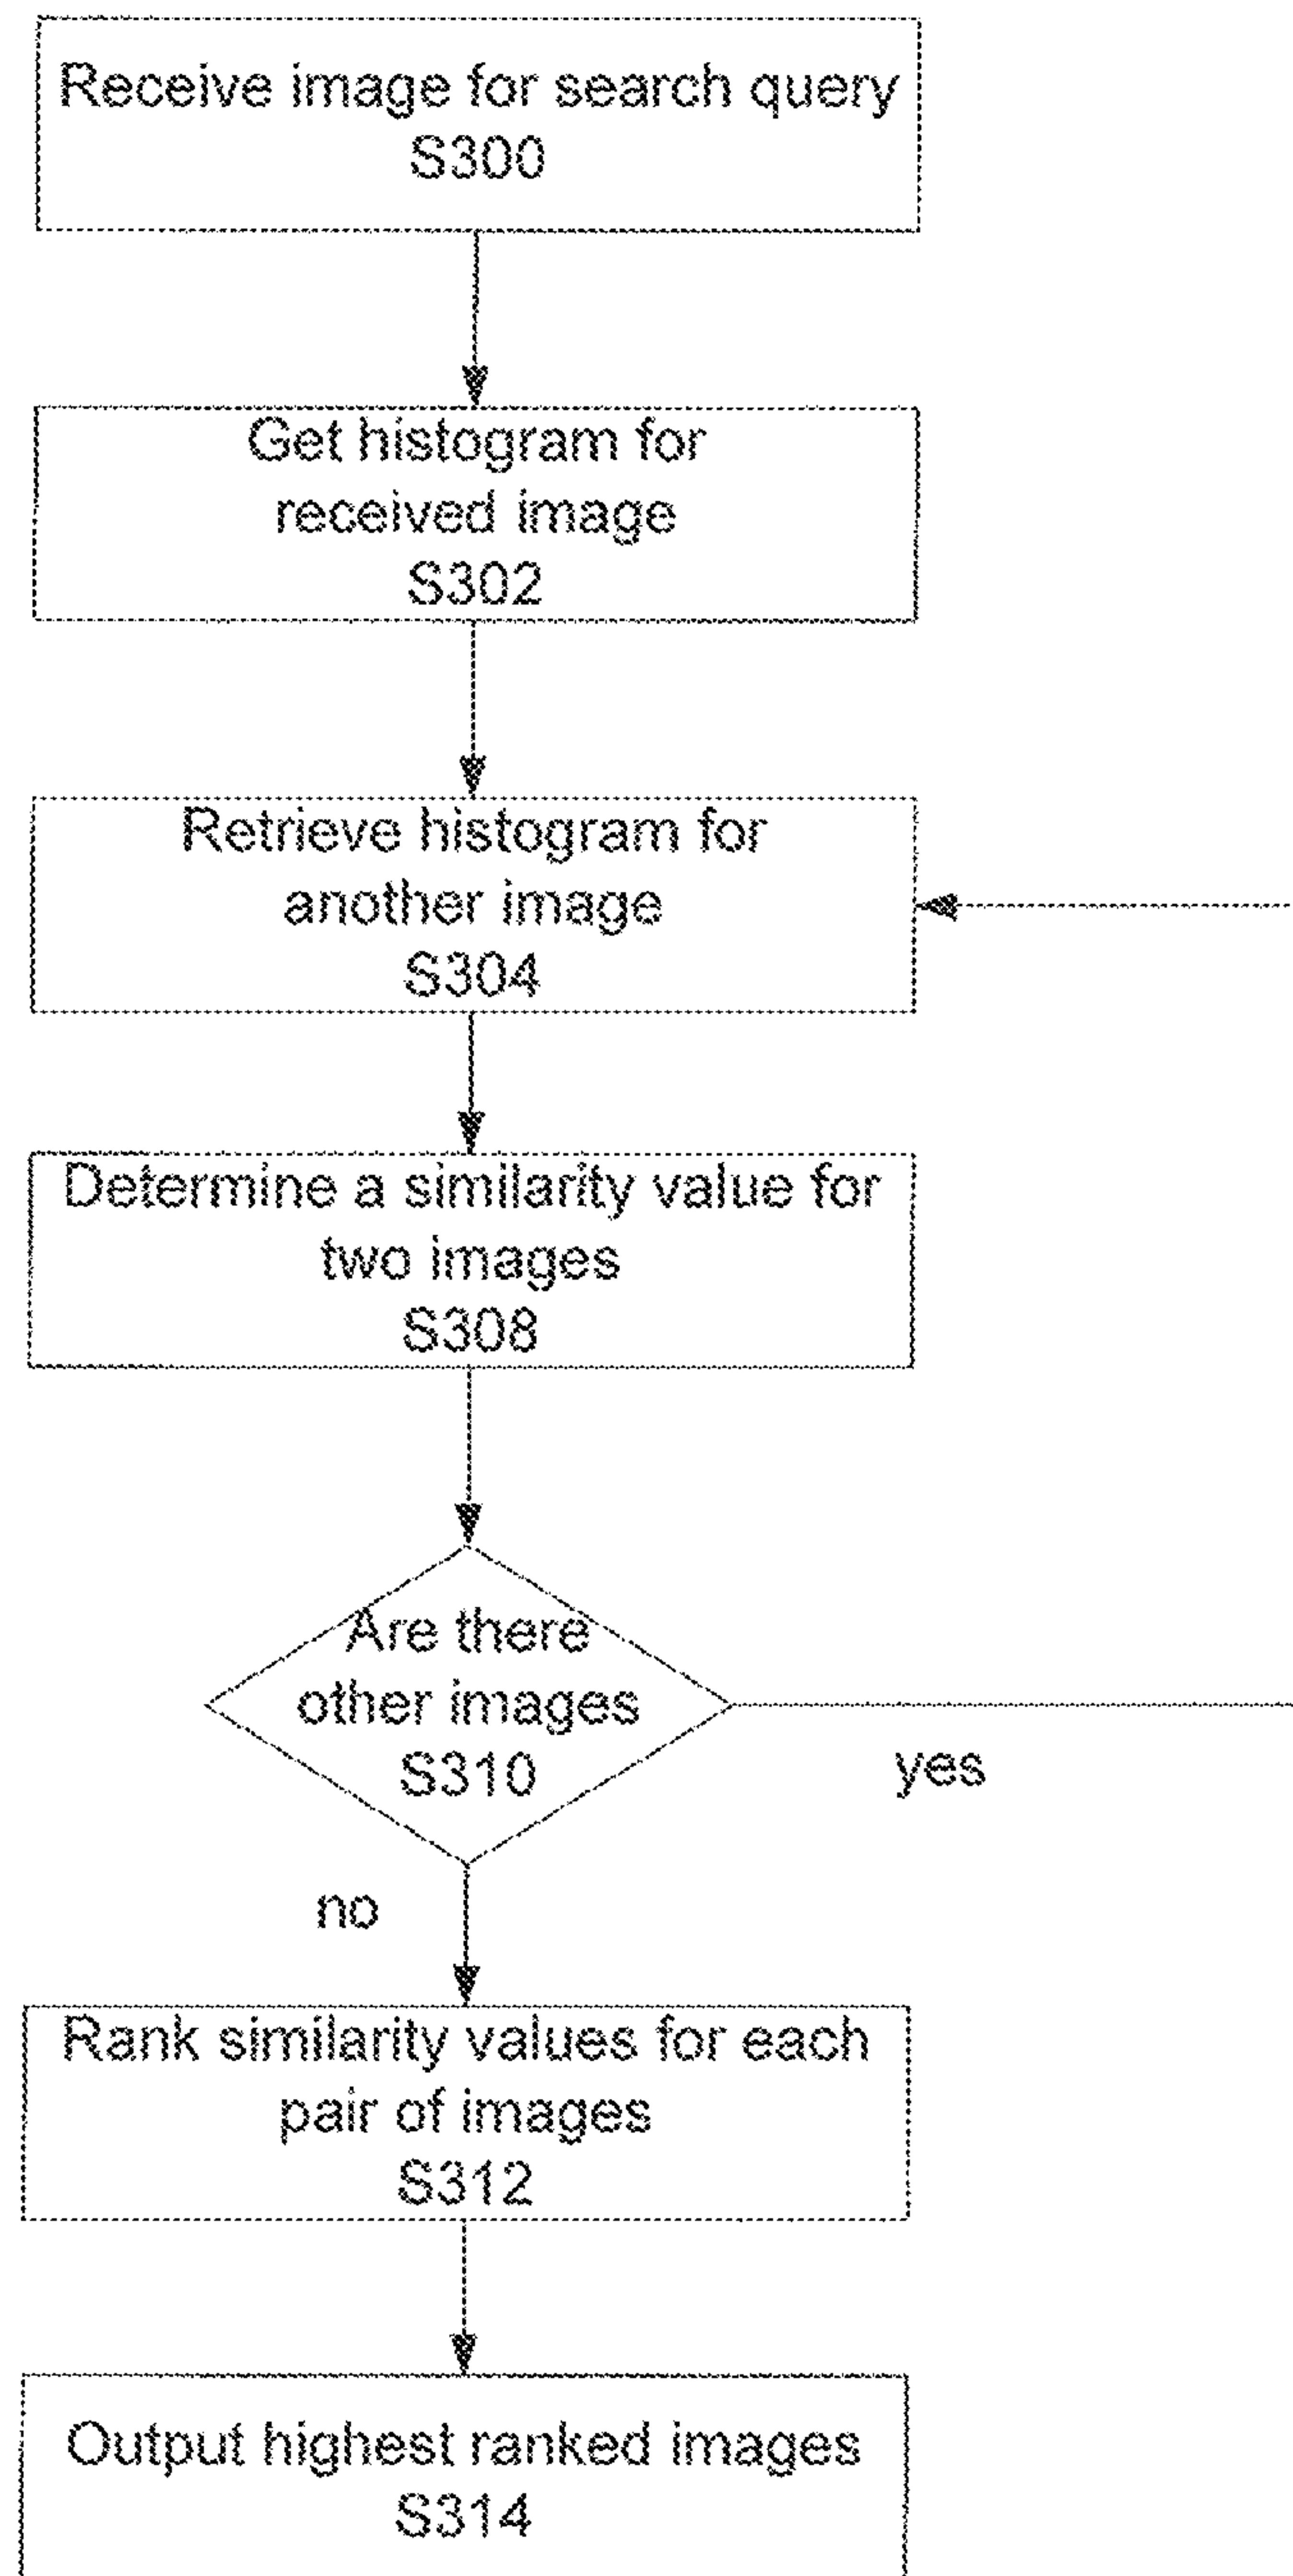 Receive image for search query
S300
Get histogram for
received image
S302
Retrieve histogram for
another image
S304
Determine a similarity value for
two images
S308
Are there
other images
S310
yes
no
Rank similarity values for each
pair of images
S312
Output highest ranked images
S314